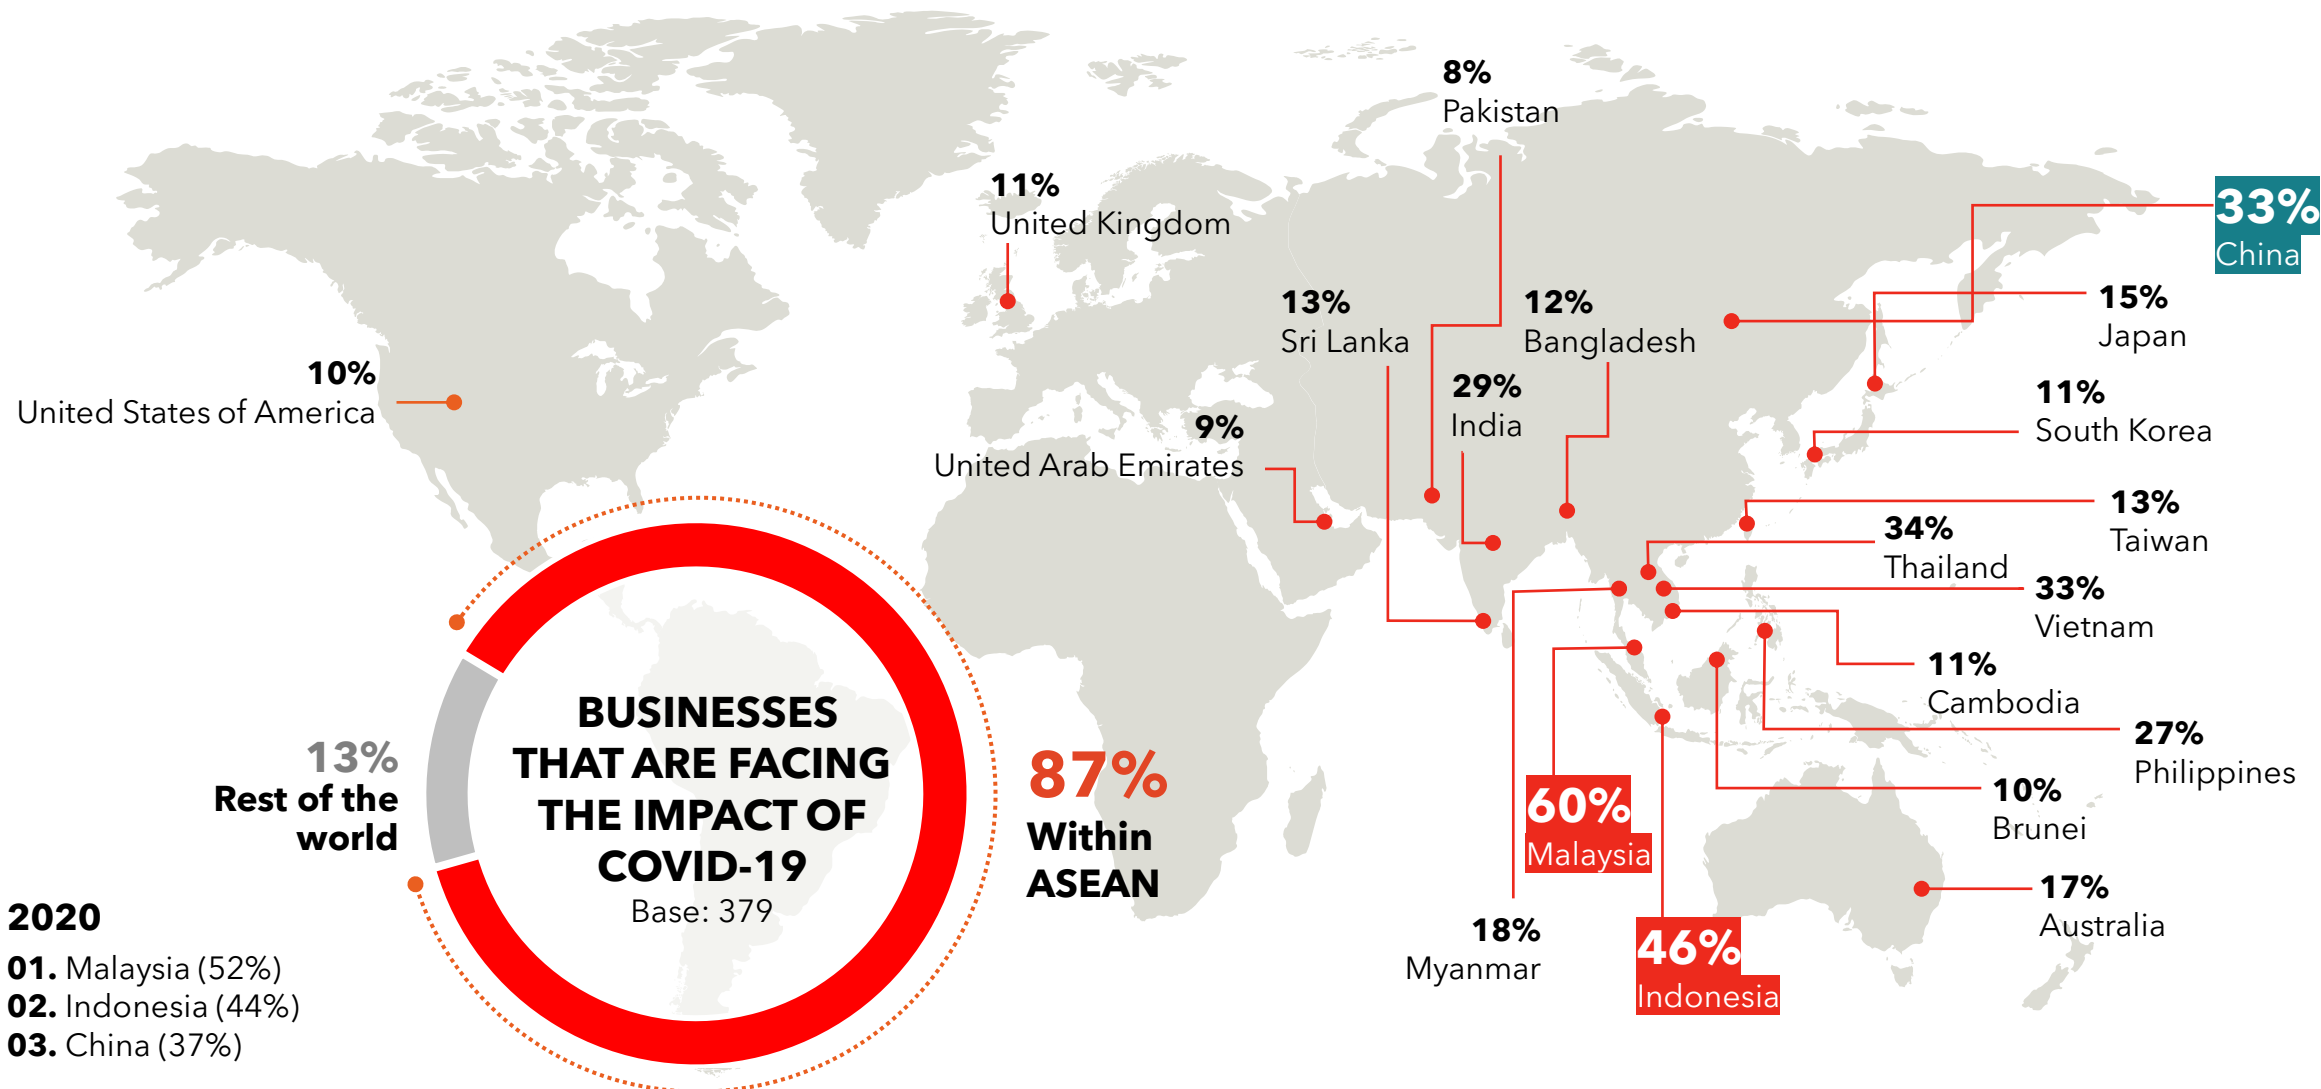 8%
Pakistan
11%
United Kingdom
33%
China
13%
Sri Lanka
12%
Bangladesh
15%
Japan
10%
United States of America
29%
India
11%
South Korea
9%
United Arab Emirates
13%
Taiwan
34%
Thailand
33%
Vietnam
11%
Cambodia
27%
Philippines
10%
Brunei
60%
Malaysia
17%
Australia
18%
Myanmar
46%
Indonesia
BUSINESSES
THAT ARE FACING
THE IMPACT OF
COVID-19
Base: 379
13%
Rest of the
world
87%
Within
ASEAN
2020
01. Malaysia (52%)
02. Indonesia (44%)
03. China (37%)